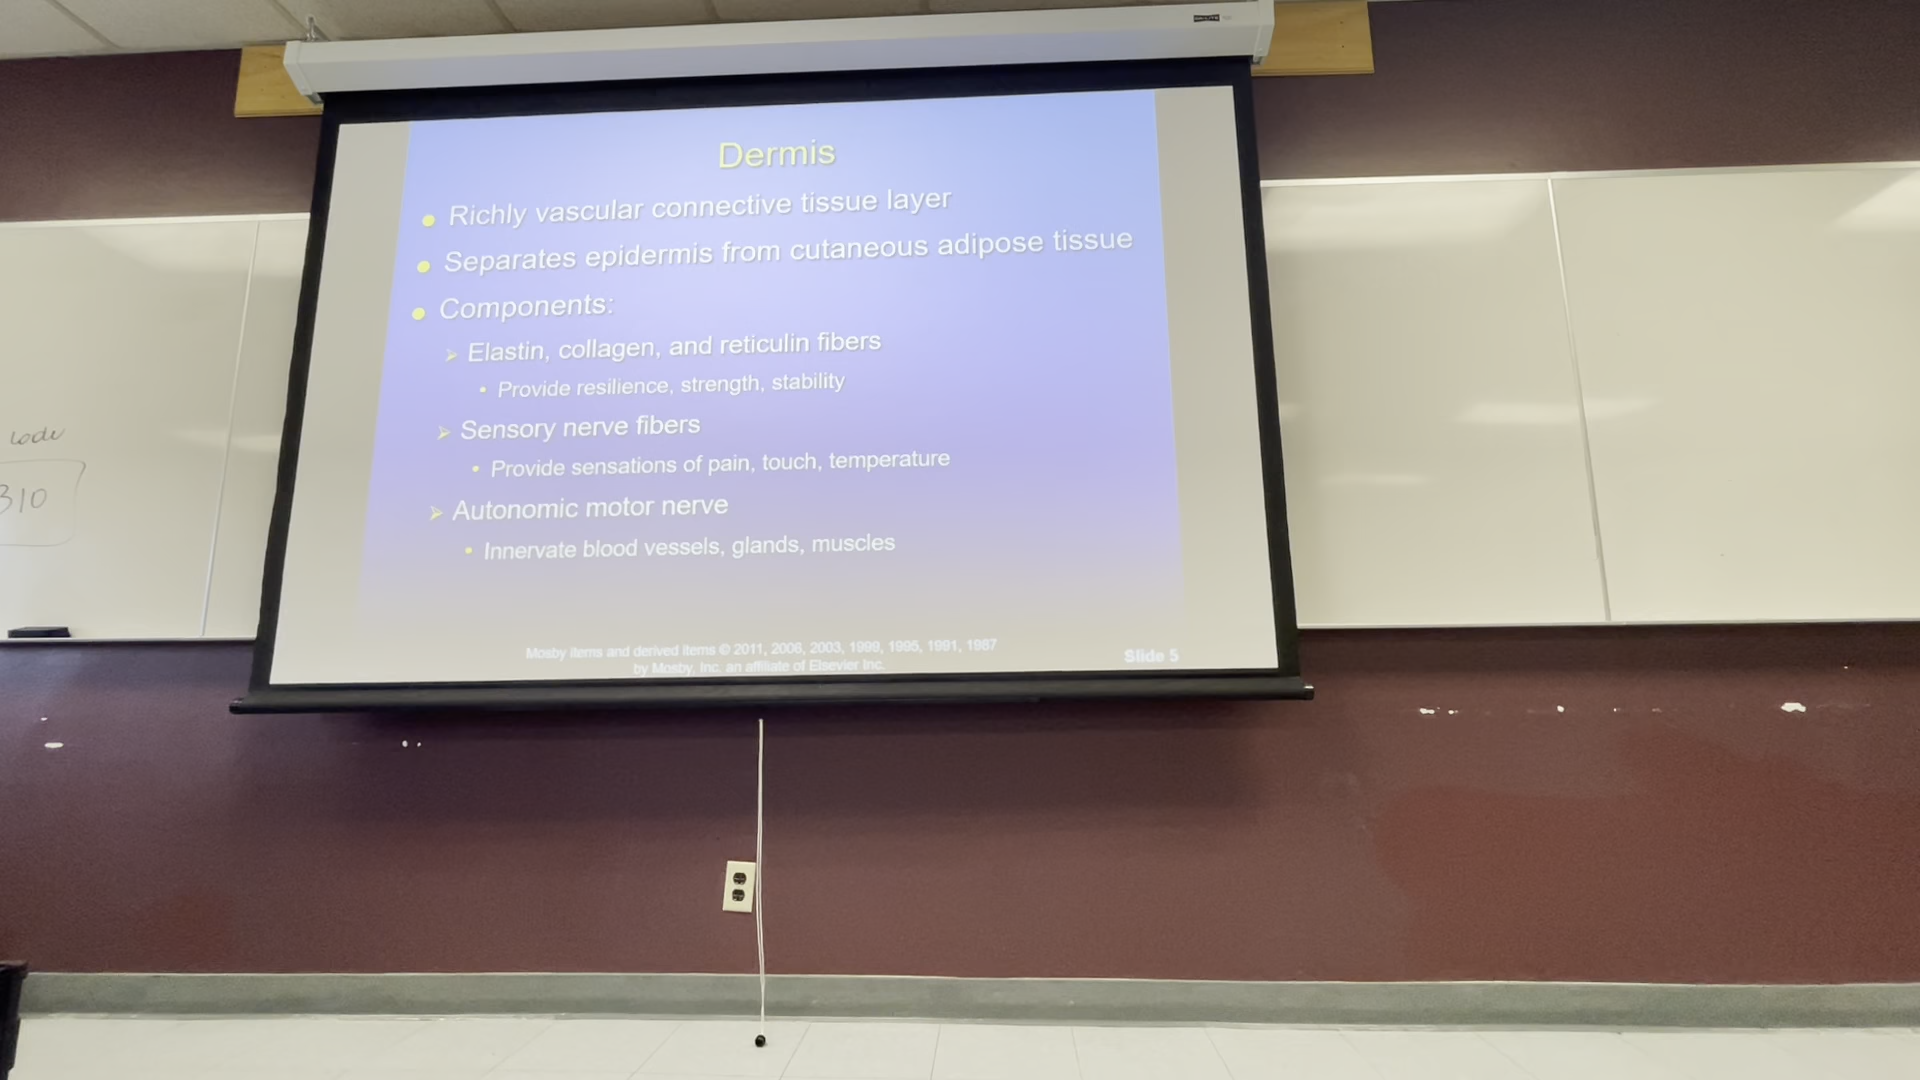 Dermis
Richly vascular connective tissue layer
Separates epidermis from cutaneous adipose tissue
Components:
Elastin, collagen, and reticulin fibers
Provide resilience, strength, stability
Sensory nerve fibers
Provide sensations of pain, touch, temperature
Autonomic motor nerve
Innervate blood vessels, glands, muscles
Mosby items and derived items © 2011, 2006, 2003, 1999, 1995, 1991, 1987
by Mosby, Inc. an affiliate of Elsevier Inc.
Slide 5
310